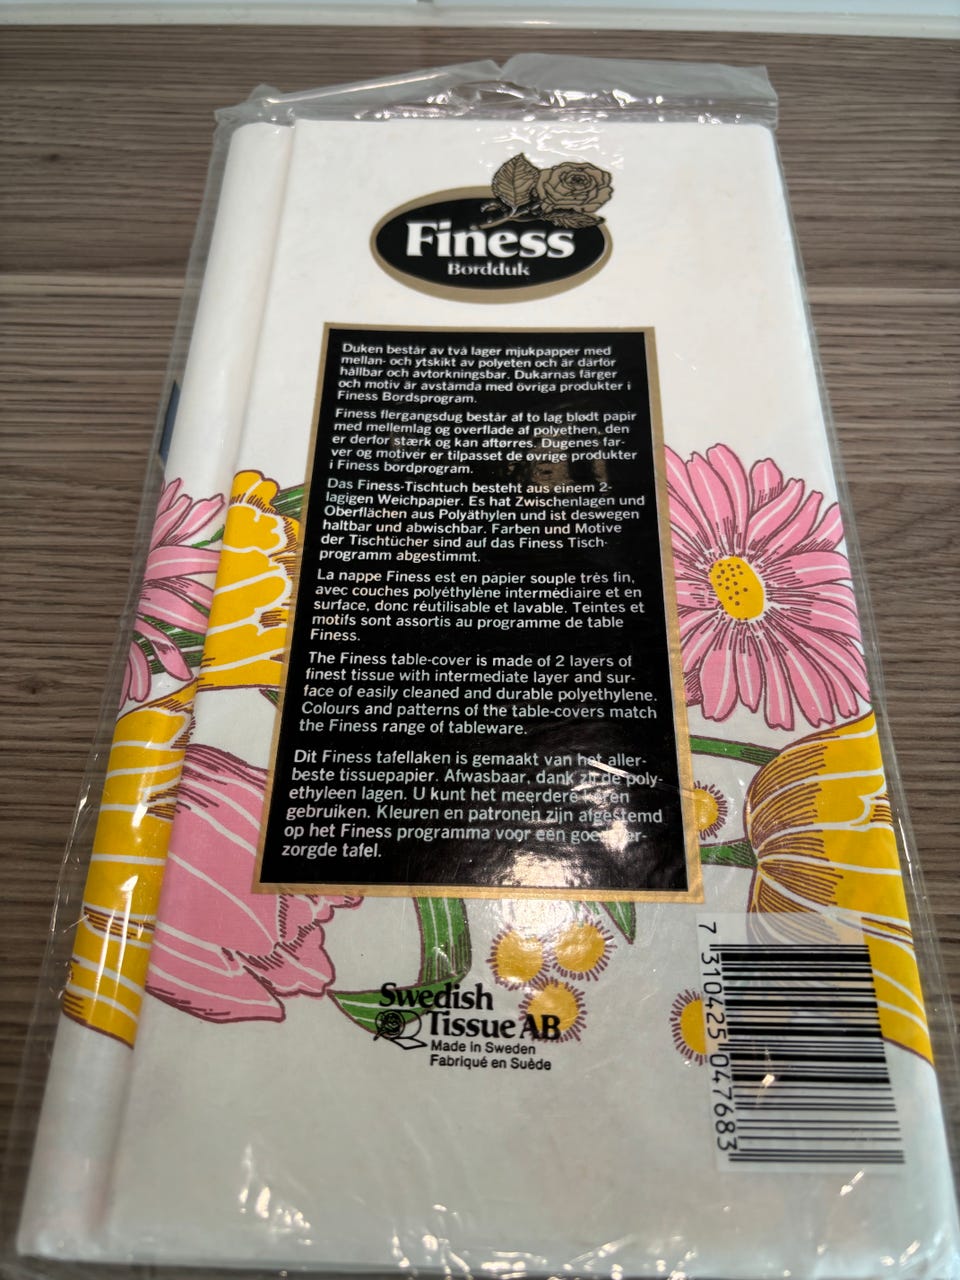 Finess
Bordduk
Duken består av två lager mjukpapper med
mellan- och ytskikt av polyeten och är därför
hållbar och avtorkningsbar. Dukarnas färger
och motiv är avstämda med övriga produkter i
Finess Bordsprogram.
Finess flergangsdug består af to lag blødt papir
med mellemlag og overflade af polyethen, den
er derfor stærk og kan aftørres. Dugenes far-
ver og motiver er tilpasset de øvrige produkter
i Finess bordprogram.
Das Finess-Tischtuch besteht aus einem 2-
lagigen Weichpapier. Es hat Zwischenlagen und
Oberflächen aus Polyäthylen und ist deswegen
haltbar und abwischbar. Farben und Motive
der Tischtücher sind auf das Finess Tisch-
programm abgestimmt.
La nappe Finess est en papier souple très fin,
avec couches polyéthylène intermédiaire et en
surface, donc réutilisable et lavable. Teintes et
motifs sont assortis au programme de table
Finess.
The Finess table-cover is made of 2 layers of
finest tissue with intermediate layer and sur-
face of easily cleaned and durable polyethylene.
Colours and patterns of the table-covers match
the Finess range of tableware.
Dit Finess tafellaken is gemaakt van het aller-
beste tissuepapier. Afwasbaar, dank zij de poly-
ethyleen lagen. U kunt het meerdere keren
gebruiken. Kleuren en patronen zijn afgestemd
op het Finess programma voor een goed ver-
zorgde tafel.
Swedish
Tissue AB
Made in Sweden
Fabriqué en Suède
7 310425 047683